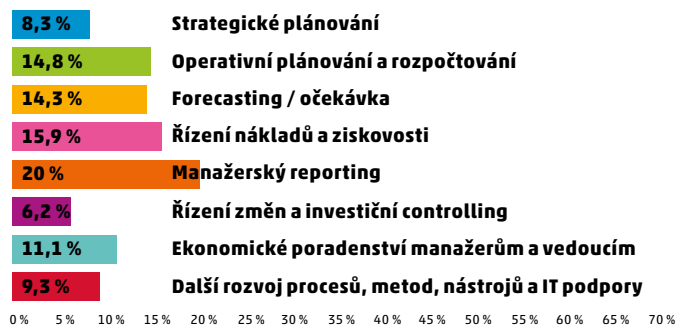 8,3 % Strategické plánování
14,8 % Operativní plánování a rozpočtování
14,3 % Forecasting / očekávka
15,9 % Řízení nákladů a ziskovosti
20 % Manažerský reporting
6,2 % Řízení změn a investiční controlling
11,1 % Ekonomické poradenství manažerům a vedoucím
9,3 % Další rozvoj procesů, metod, nástrojů a IT podpory
0 % 5 % 10 % 15 % 20 % 25 % 30 % 35 % 40 % 45 % 50 % 55 % 60 % 65 % 70 %